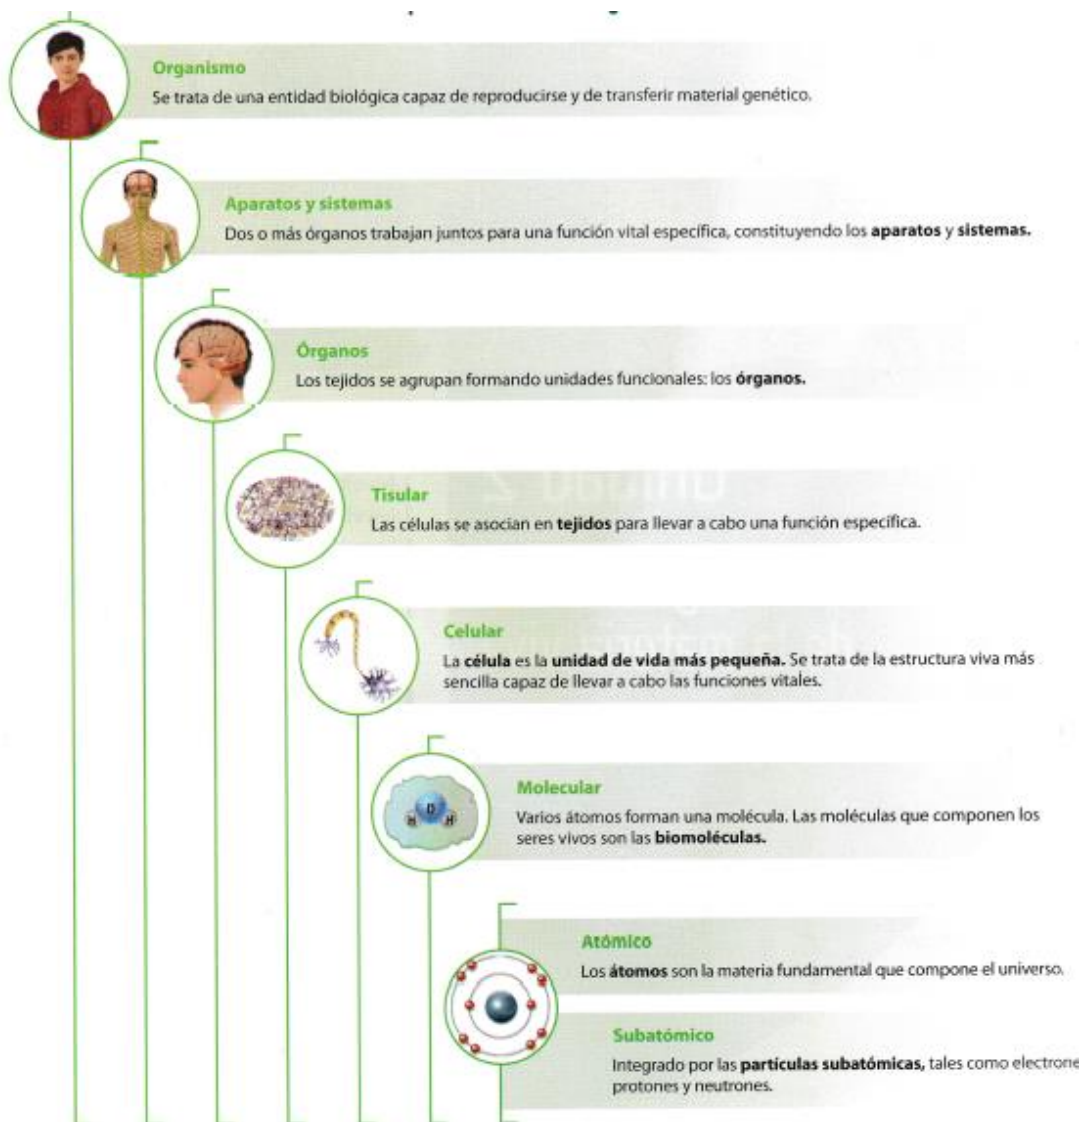 Organismo
Se trata de una entidad biológica capaz de reproducirse y de transferir material genético.
Aparatos y sistemas
Dos o más órganos trabajan juntos para una función vital específica, constituyendo los aparatos y sistemas.
Órganos
Los tejidos se agrupan formando unidades funcionales: los órganos.
Tisular
Las células se asocian en tejidos para llevar a cabo una función específica.
Celular
La célula es la unidad de vida más pequeña. Se trata de la estructura viva más
sencilla capaz de llevar a cabo las funciones vitales.
O
H H
Molecular
Varios átomos forman una molécula. Las moléculas que componen los
seres vivos son las biomoléculas.
Atómico
Los átomos son la materia fundamental que compone el universo.
Subatómico
Integrado por las partículas subatómicas, tales como electrone
protones y neutrones.